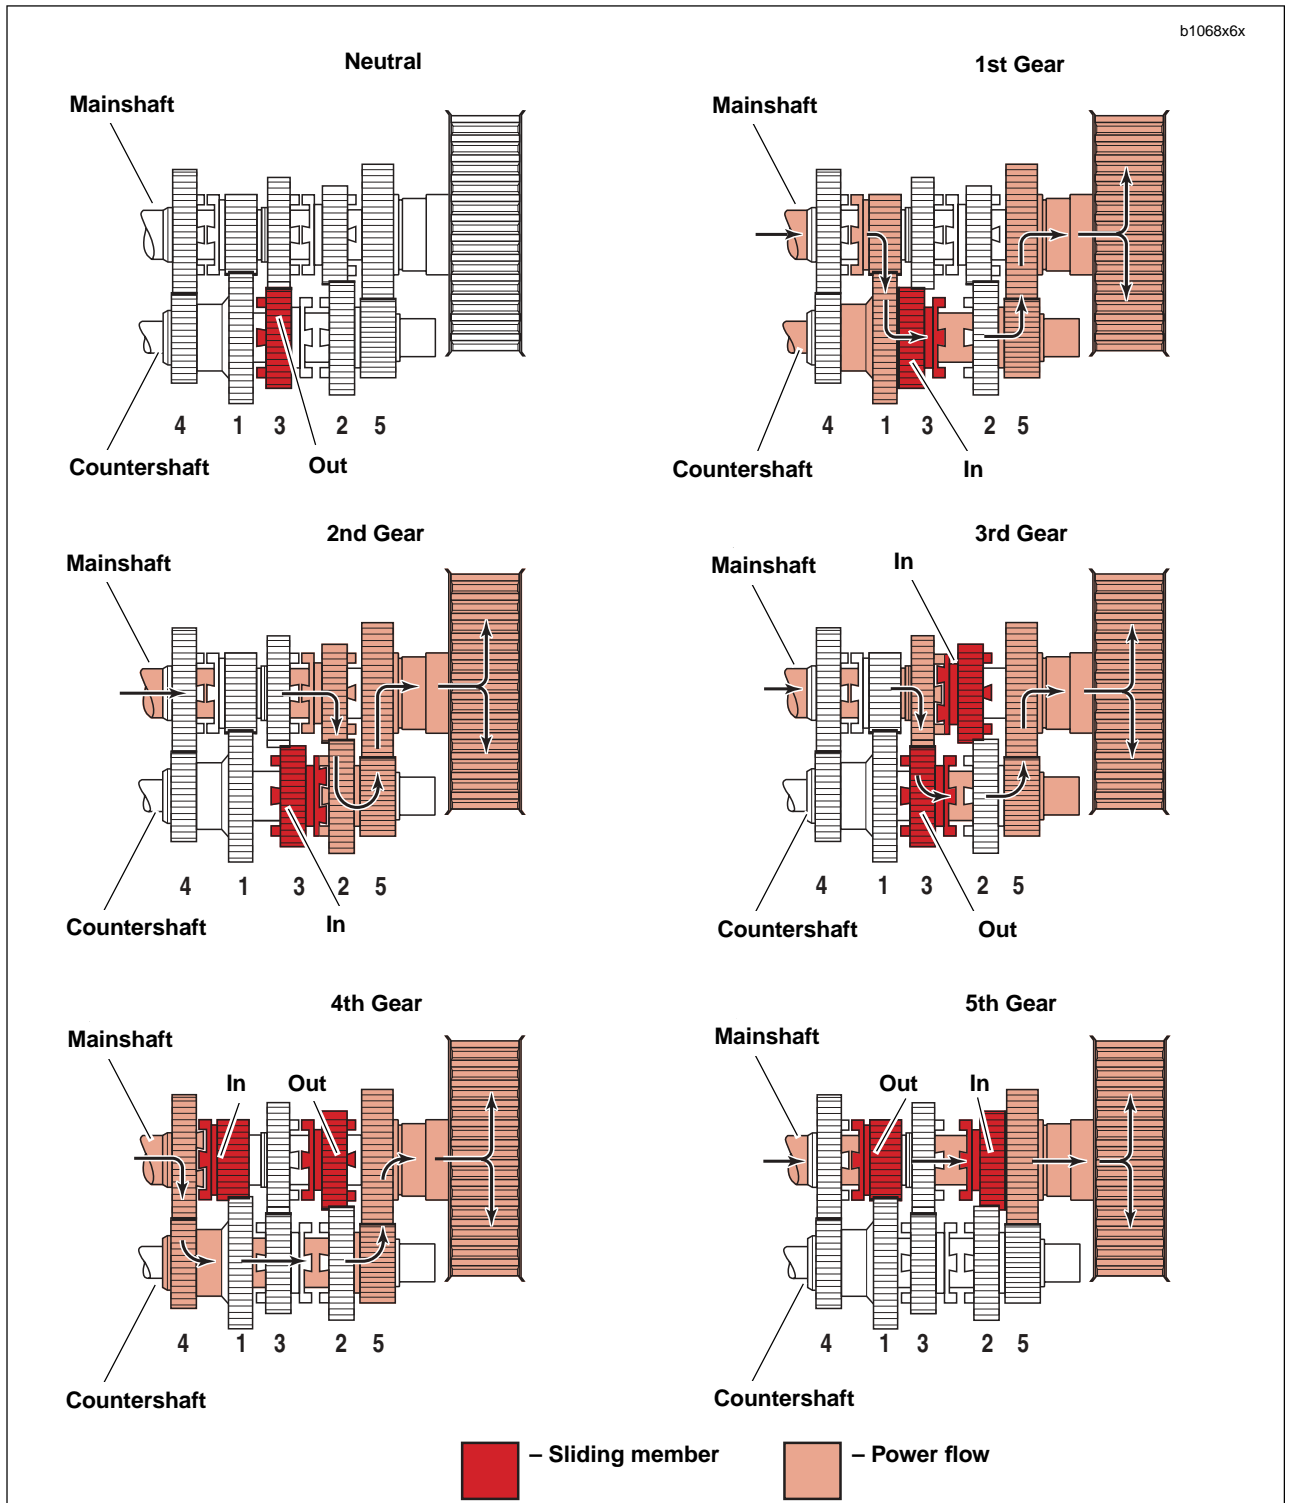 b1068x6x
Neutral
Mainshaft
4 1 3 2 5
Countershaft
Out
1st Gear
Mainshaft
4 1 3 2 5
Countershaft
In
2nd Gear
Mainshaft
4 1 3 2 5
Countershaft
In
3rd Gear
Mainshaft
In
4 1 3 2 5
Countershaft
Out
4th Gear
Mainshaft
In Out
4 1 3 2 5
Countershaft
5th Gear
Mainshaft
Out In
4 1 3 2 5
Countershaft
– Sliding member
– Power flow